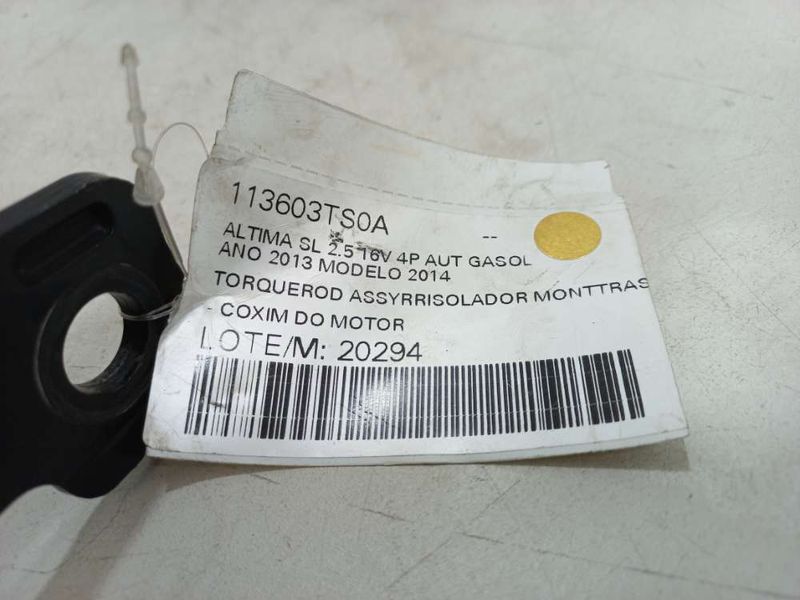 113603TS0A
--
ALTIMA SL 2.5 16V 4P AUT GASOL
ANO 2013 MODELO 2014
TORQUEROD ASSYRRISOLADOR MONTTRAS
- COXIM DO MOTOR
LOTE/M: 20294